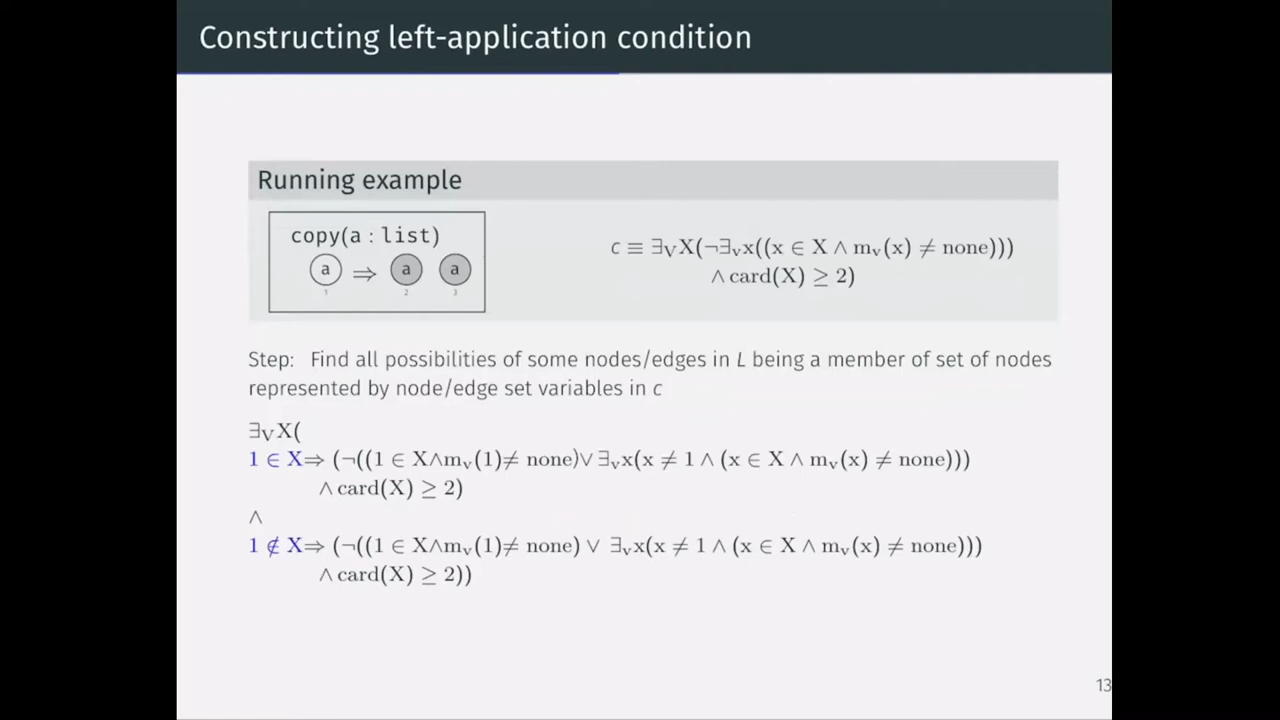 Constructing left-application condition
Running example
copy(a : list)
a ⇒ a a
1 2 3
c ≡ ∃ᵥX(¬∃ᵥx((x ∈ X ∧ mᵥ(x) ≠ none)))
∧ card(X) ≥ 2)
Step: Find all possibilities of some nodes/edges in L being a member of set of nodes
represented by node/edge set variables in c
∃ᵥX(
1 ∈ X⇒ (¬((1 ∈ X∧mᵥ(1)≠ none)∨ ∃ᵥx(x ≠ 1 ∧ (x ∈ X ∧ mᵥ(x) ≠ none)))
∧ card(X) ≥ 2)
∧
1 ∉ X⇒ (¬((1 ∈ X∧mᵥ(1)≠ none) ∨ ∃ᵥx(x ≠ 1 ∧ (x ∈ X ∧ mᵥ(x) ≠ none)))
∧ card(X) ≥ 2))
13